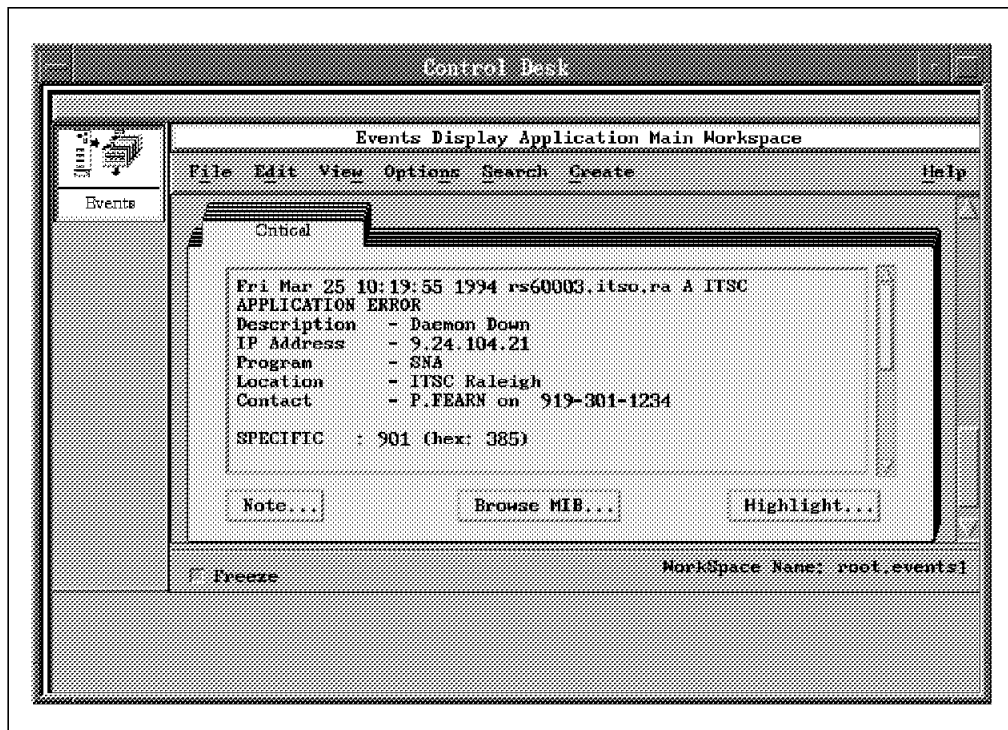 Control Desk
Events Display Application Main Workspace
File Edit View Options Search Create Help
Events
Critical
Fri Mar 25 10:19:55 1994 rs60003.itso.ra A ITSC
APPLICATION ERROR
Description - Daemon Down
IP Address - 9.24.104.21
Program - SNA
Location - ITSC Raleigh
Contact - P.FEARN on 919-301-1234
SPECIFIC : 901 (hex: 385)
Note... Browse MIB... Highlight...
Freeze WorkSpace Name: root.events1